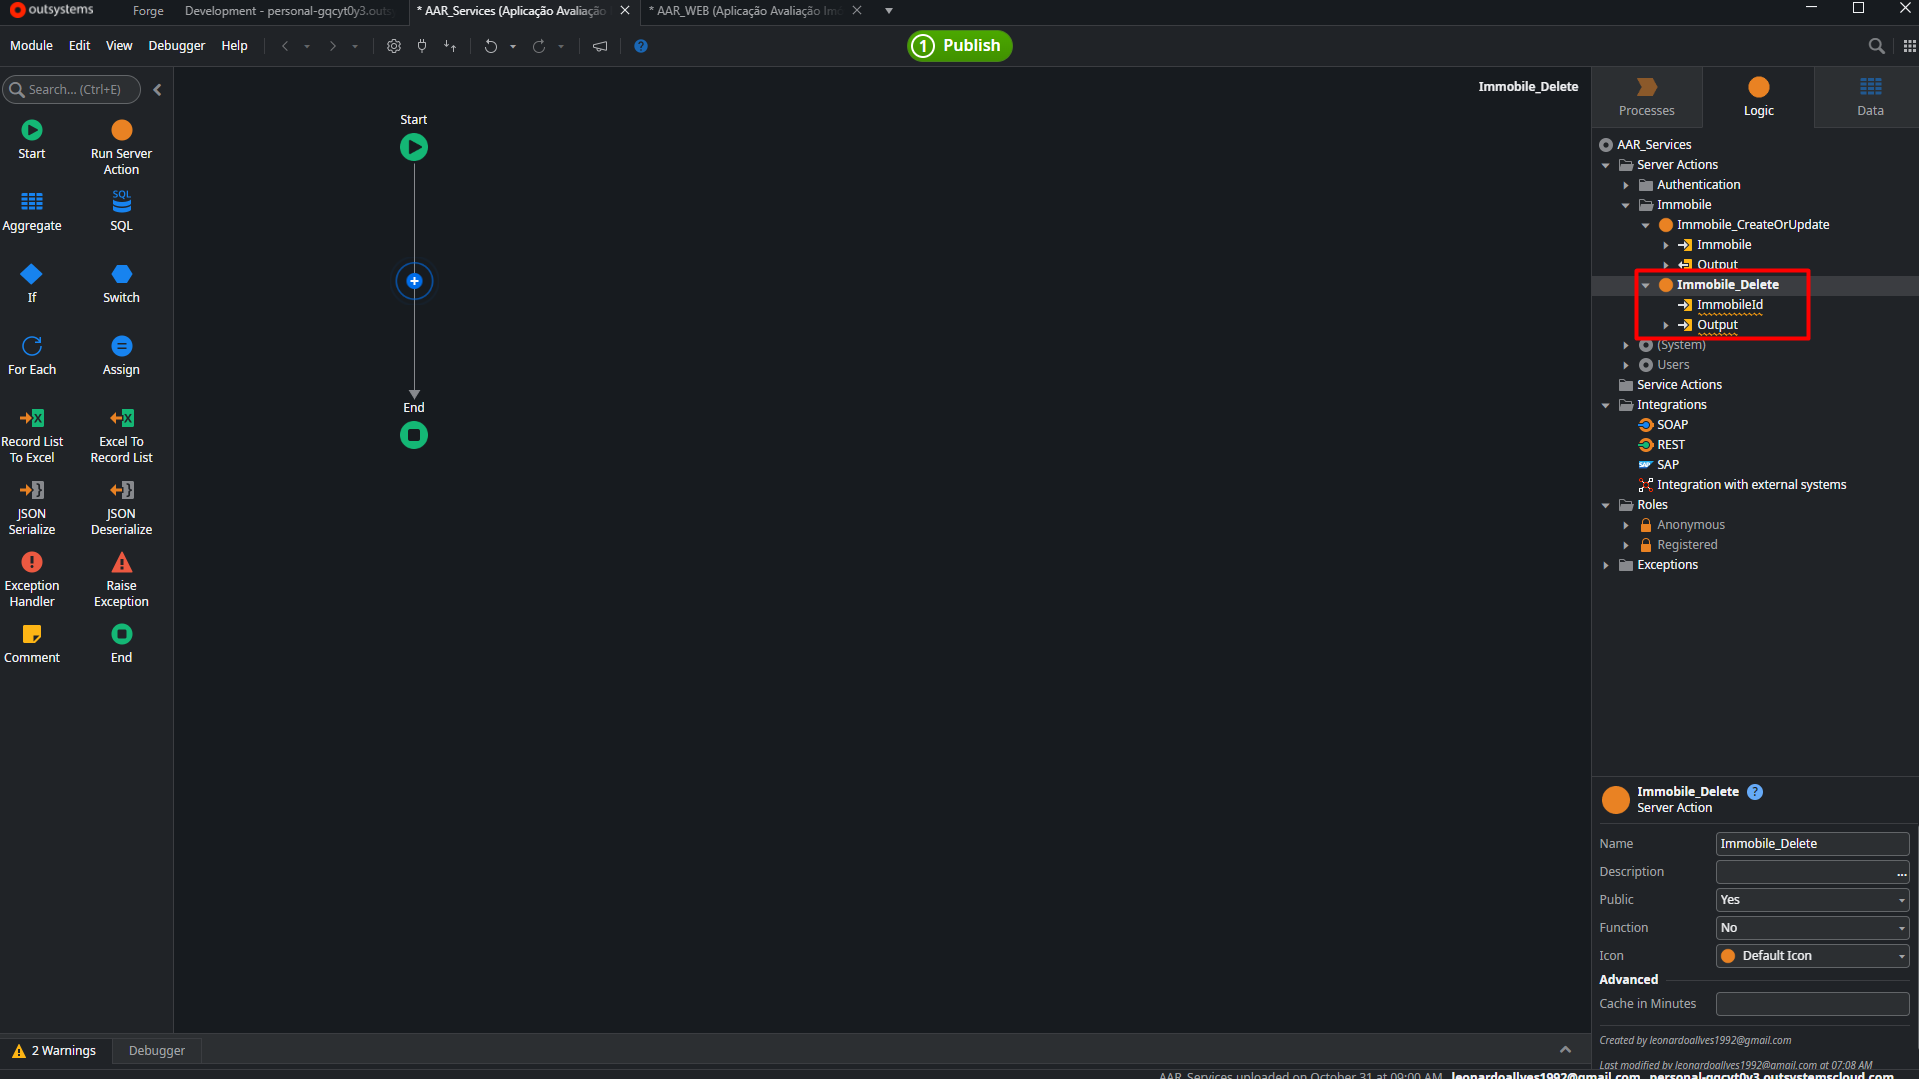 outsystems
Forge
Development - personal-gqcyt0y3.outs
* AAR_Services (Aplicação Avaliação
* AAR_WEB (Aplicação Avaliação Imó
Module Edit View Debugger Help
1 Publish
Search... (Ctrl+E)
Immobile_Delete
Start
Run Server
Action
Aggregate
SQL
SQL
If
Switch
For Each
Assign
Record List
To Excel
Excel To
Record List
JSON
Serialize
JSON
Deserialize
Exception
Handler
Raise
Exception
Comment
End
Start
End
Processes
Logic
Data
AAR_Services
Server Actions
Authentication
Immobile
Immobile_CreateOrUpdate
Immobile
Output
Immobile_Delete
ImmobileId
Output
(System)
Users
Service Actions
Integrations
SOAP
REST
SAP
SAP
Integration with external systems
Roles
Anonymous
Registered
Exceptions
Immobile_Delete ?
Server Action
Name Immobile_Delete
Description ...
Public Yes
Function No
Icon Default Icon
Advanced
Cache in Minutes
Created by leonardoallves1992@gmail.com
Last modified by leonardoallves1992@gmail.com at 07:08 AM
2 Warnings
Debugger
AAR_Services uploaded on October 31 at 09:00 AM leonardoallves1992@gmail.com personal-gqcyt0y3.outsystemscloud.com